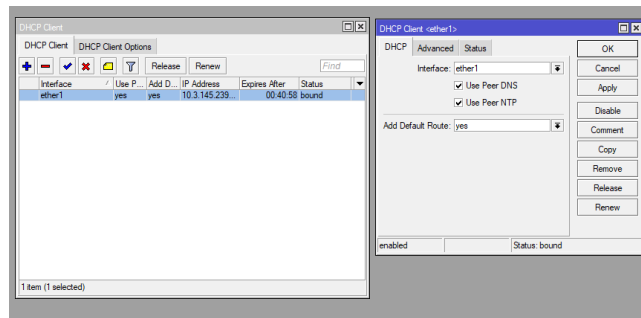 DHCP Client
DHCP Client DHCP Client Options
Release Renew Find
Interface / Use P... Add D... IP Address Expires After Status
ether1 yes yes 10.3.145.239... 00:40:58 bound
1 item (1 selected)
DHCP Client <ether1>
DHCP Advanced Status
Interface: ether1
Use Peer DNS
Use Peer NTP
Add Default Route: yes
OK
Cancel
Apply
Disable
Comment
Copy
Remove
Release
Renew
enabled Status: bound